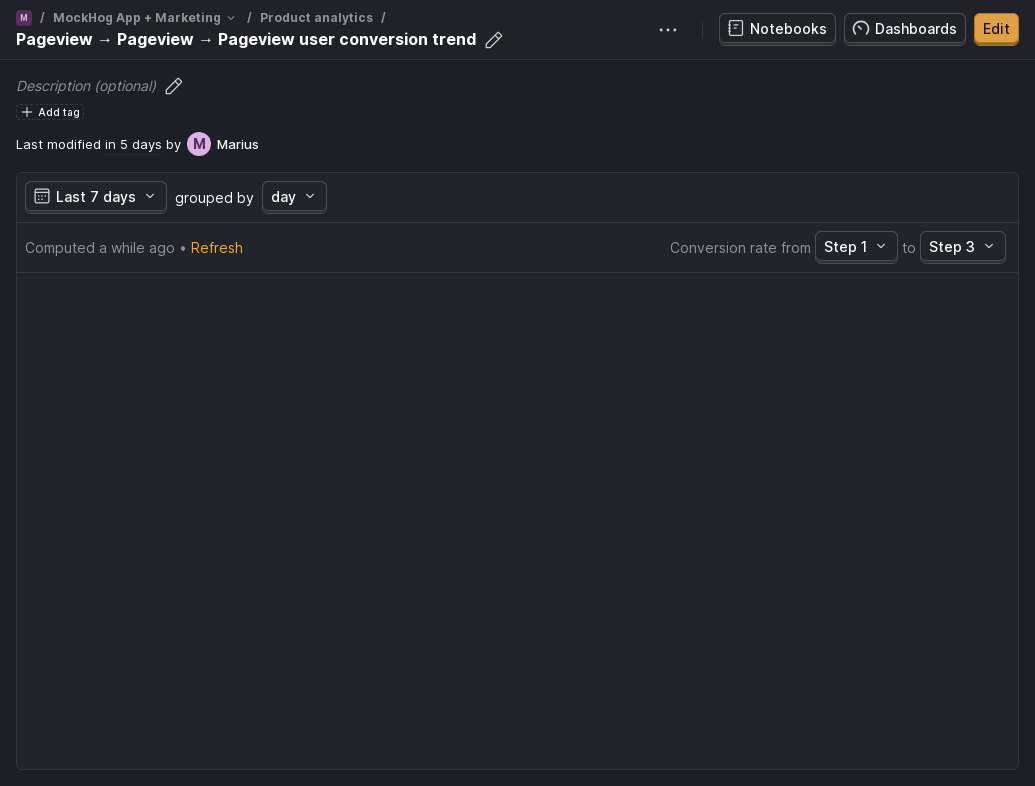 M / MockHog App + Marketing / Product analytics /
Pageview → Pageview → Pageview user conversion trend
Notebooks
Dashboards
Edit
Description (optional)
Add tag
Last modified in 5 days by M Marius
Last 7 days grouped by day
Computed a while ago • Refresh
Conversion rate from Step 1 to Step 3